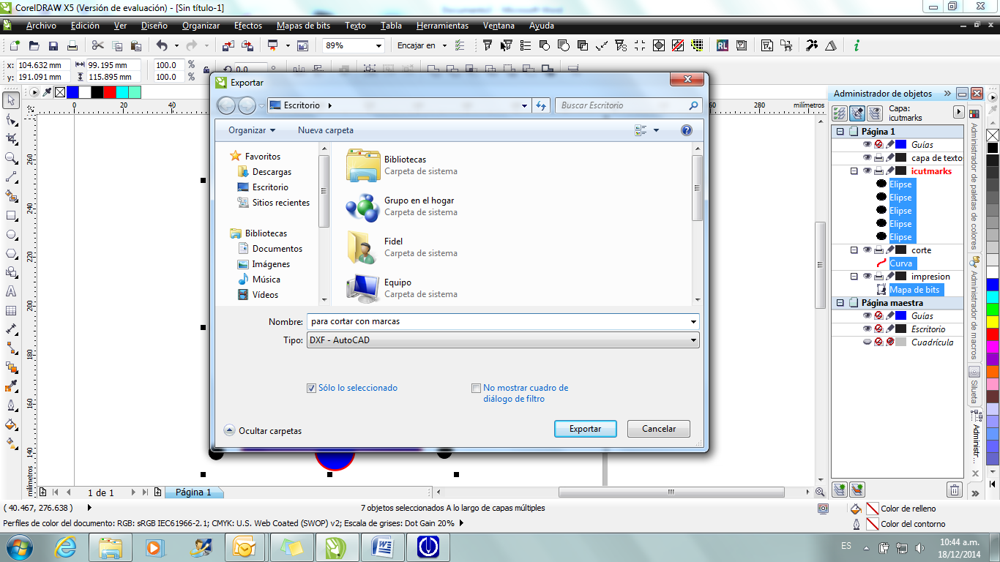 CorelDRAW X5 (Versión de evaluación) - [Sin título-1]
Archivo Edición Ver Diseño Organizar Efectos Mapas de bits Texto Tabla Herramientas Ventana Ayuda
89% Encajar en
x: 104.632 mm 99.195 mm 100.0 %
y: 191.091 mm 115.895 mm 100.0 % 0.0 °
0 20 40 260 280 milímetros
Exportar
Escritorio
Buscar Escritorio
Organizar Nueva carpeta
Favoritos
Descargas
Escritorio
Sitios recientes
Bibliotecas
Documentos
Imágenes
Música
Vídeos
Bibliotecas
Carpeta de sistema
Grupo en el hogar
Carpeta de sistema
Fidel
Carpeta de sistema
Equipo
Carpeta de sistema
Nombre: para cortar con marcas
Tipo: DXF - AutoCAD
Sólo lo seleccionado
No mostrar cuadro de
diálogo de filtro
Ocultar carpetas
Exportar Cancelar
Administrador de objetos
Capa:
icutmarks
Página 1
Guías
capa de texto
icutmarks
Elipse
Elipse
Elipse
Elipse
Elipse
corte
Curva
impresion
Mapa de bits
Página maestra
Guías
Escritorio
Cuadrícula
Administrador de paletas de colores
Administrador de macros
Silueta
Administr...
260
240
220
200
180
160
140
milímetros
1 de 1 Página 1
( 40.467, 276.638 ) 7 objetos seleccionados A lo largo de capas múltiples
Color de relleno
Perfiles de color del documento: RGB: sRGB IEC61966-2.1; CMYK: U.S. Web Coated (SWOP) v2; Escala de grises: Dot Gain 20%
Color del contorno
ES
10:44 a.m.
18/12/2014